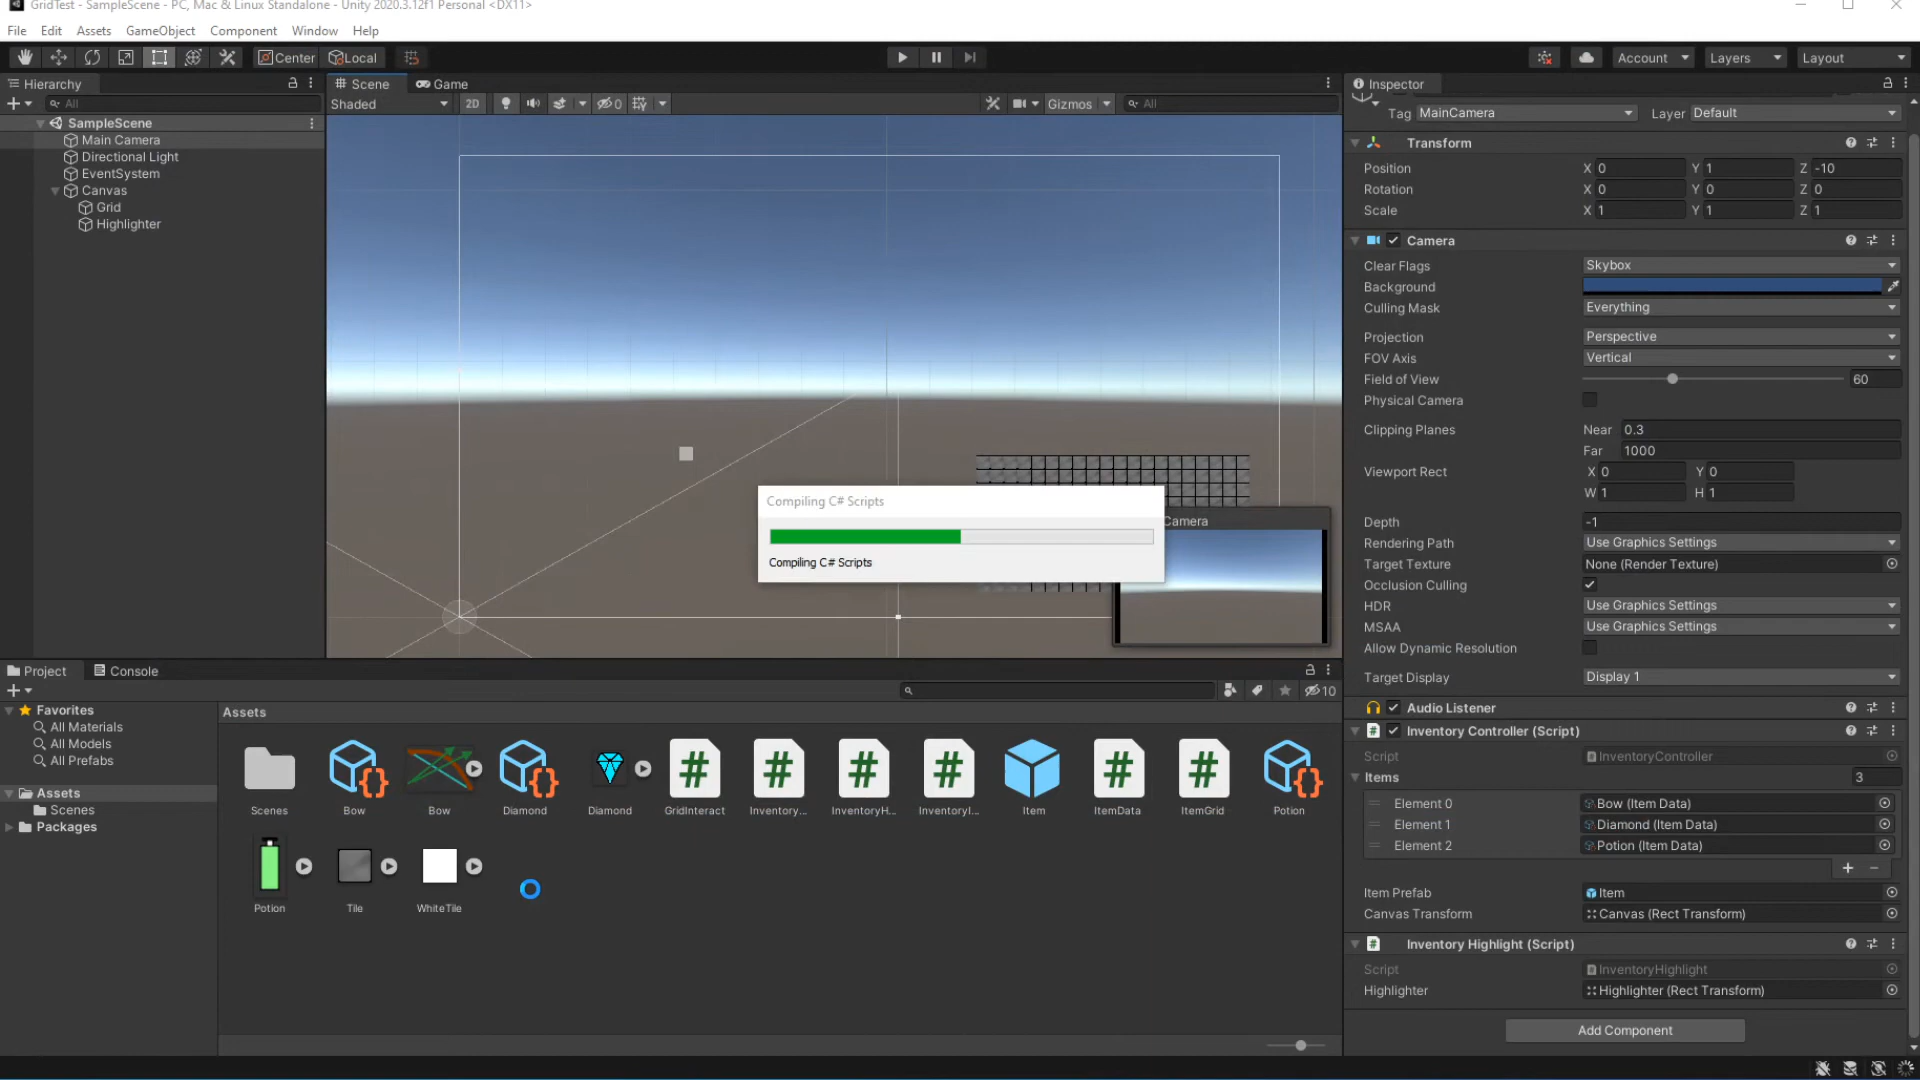 GridTest - SampleScene - PC, Mac & Linux Standalone - Unity 2020.3.12f1 Personal <DX11>
File Edit Assets GameObject Component Window Help
Center Local Account Layers Layout
Hierarchy
All
SampleScene
Main Camera
Directional Light
EventSystem
Canvas
Grid
Highlighter
Scene Game
Shaded 2D 0 Gizmos All
Compiling C# Scripts
Compiling C# Scripts
Camera
Inspector
Tag MainCamera Layer Default
Transform
Position X 0 Y 1 Z -10
Rotation X 0 Y 0 Z 0
Scale X 1 Y 1 Z 1
Camera
Clear Flags Skybox
Background
Culling Mask Everything
Projection Perspective
FOV Axis Vertical
Field of View 60
Physical Camera
Clipping Planes Near 0.3
Far 1000
Viewport Rect X 0 Y 0
W 1 H 1
Depth -1
Rendering Path Use Graphics Settings
Target Texture None (Render Texture)
Occlusion Culling
HDR Use Graphics Settings
MSAA Use Graphics Settings
Allow Dynamic Resolution
Target Display Display 1
Audio Listener
Inventory Controller (Script)
Script InventoryController
Items 3
Element 0 Bow (Item Data)
Element 1 Diamond (Item Data)
Element 2 Potion (Item Data)
Item Prefab Item
Canvas Transform Canvas (Rect Transform)
Inventory Highlight (Script)
Script InventoryHighlight
Highlighter Highlighter (Rect Transform)
Add Component
Project Console
10
Favorites
All Materials
All Models
All Prefabs
Assets
Scenes
Packages
Assets
Scenes Bow Bow Diamond Diamond GridInteract Inventory... InventoryH... InventoryI... Item ItemData ItemGrid Potion
Potion Tile WhiteTile